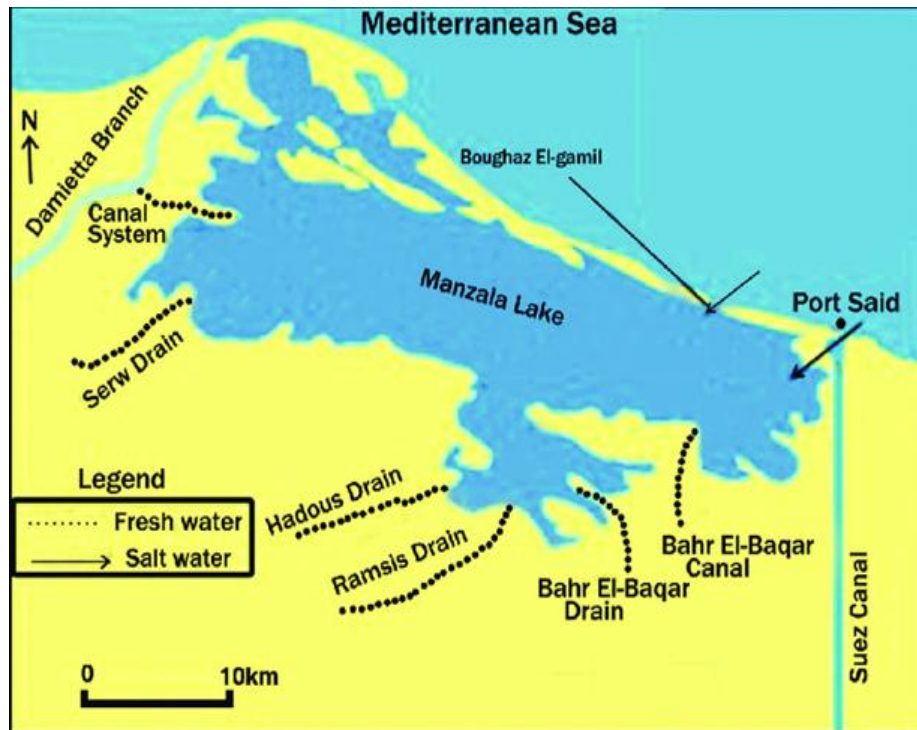 Mediterranean Sea
N
Damietta Branch
Boughaz El-gamil
Canal
System
Manzala Lake
Port Said
Serw Drain
Legend
Fresh water
Salt water
Hadous Drain
Ramsis Drain
Bahr El-Baqar
Drain
Bahr El-Baqar
Canal
Suez Canal
0 10km